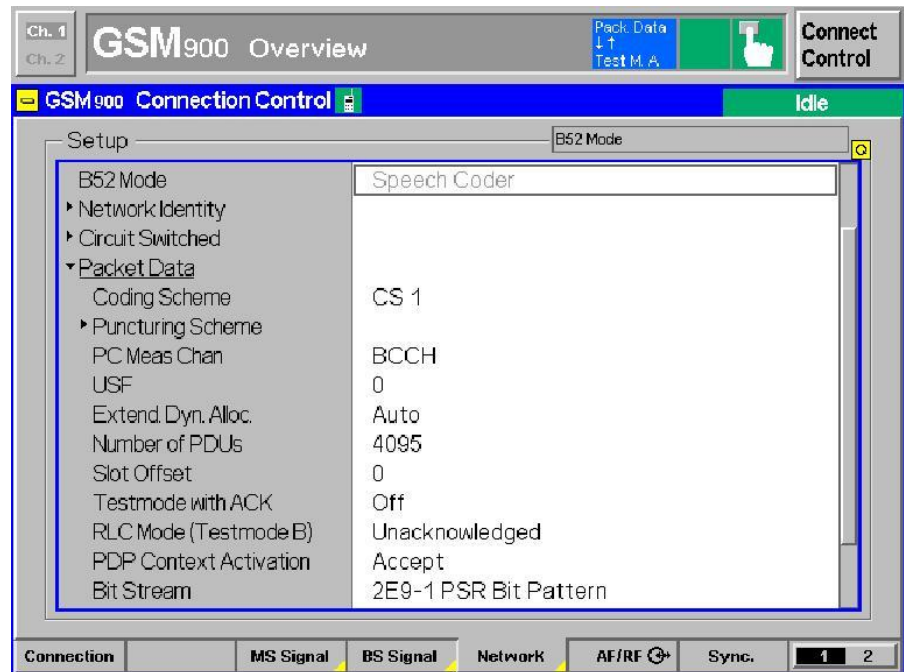 Ch. 1
Ch. 2
GSM900 Overview
Pack. Data
Test M. A
Connect
Control
GSM900 Connection Control
Idle
Setup
B52 Mode
Q
B52 Mode Speech Coder
Network Identity
Circuit Switched
Packet Data
Coding Scheme CS 1
Puncturing Scheme
PC Meas Chan BCCH
USF 0
Extend. Dyn. Alloc. Auto
Number of PDUs 4095
Slot Offset 0
Testmode with ACK Off
RLC Mode (Testmode B) Unacknowledged
PDP Context Activation Accept
Bit Stream 2E9-1 PSR Bit Pattern
Connection MS Signal BS Signal Network AF/RF Sync. 1 2